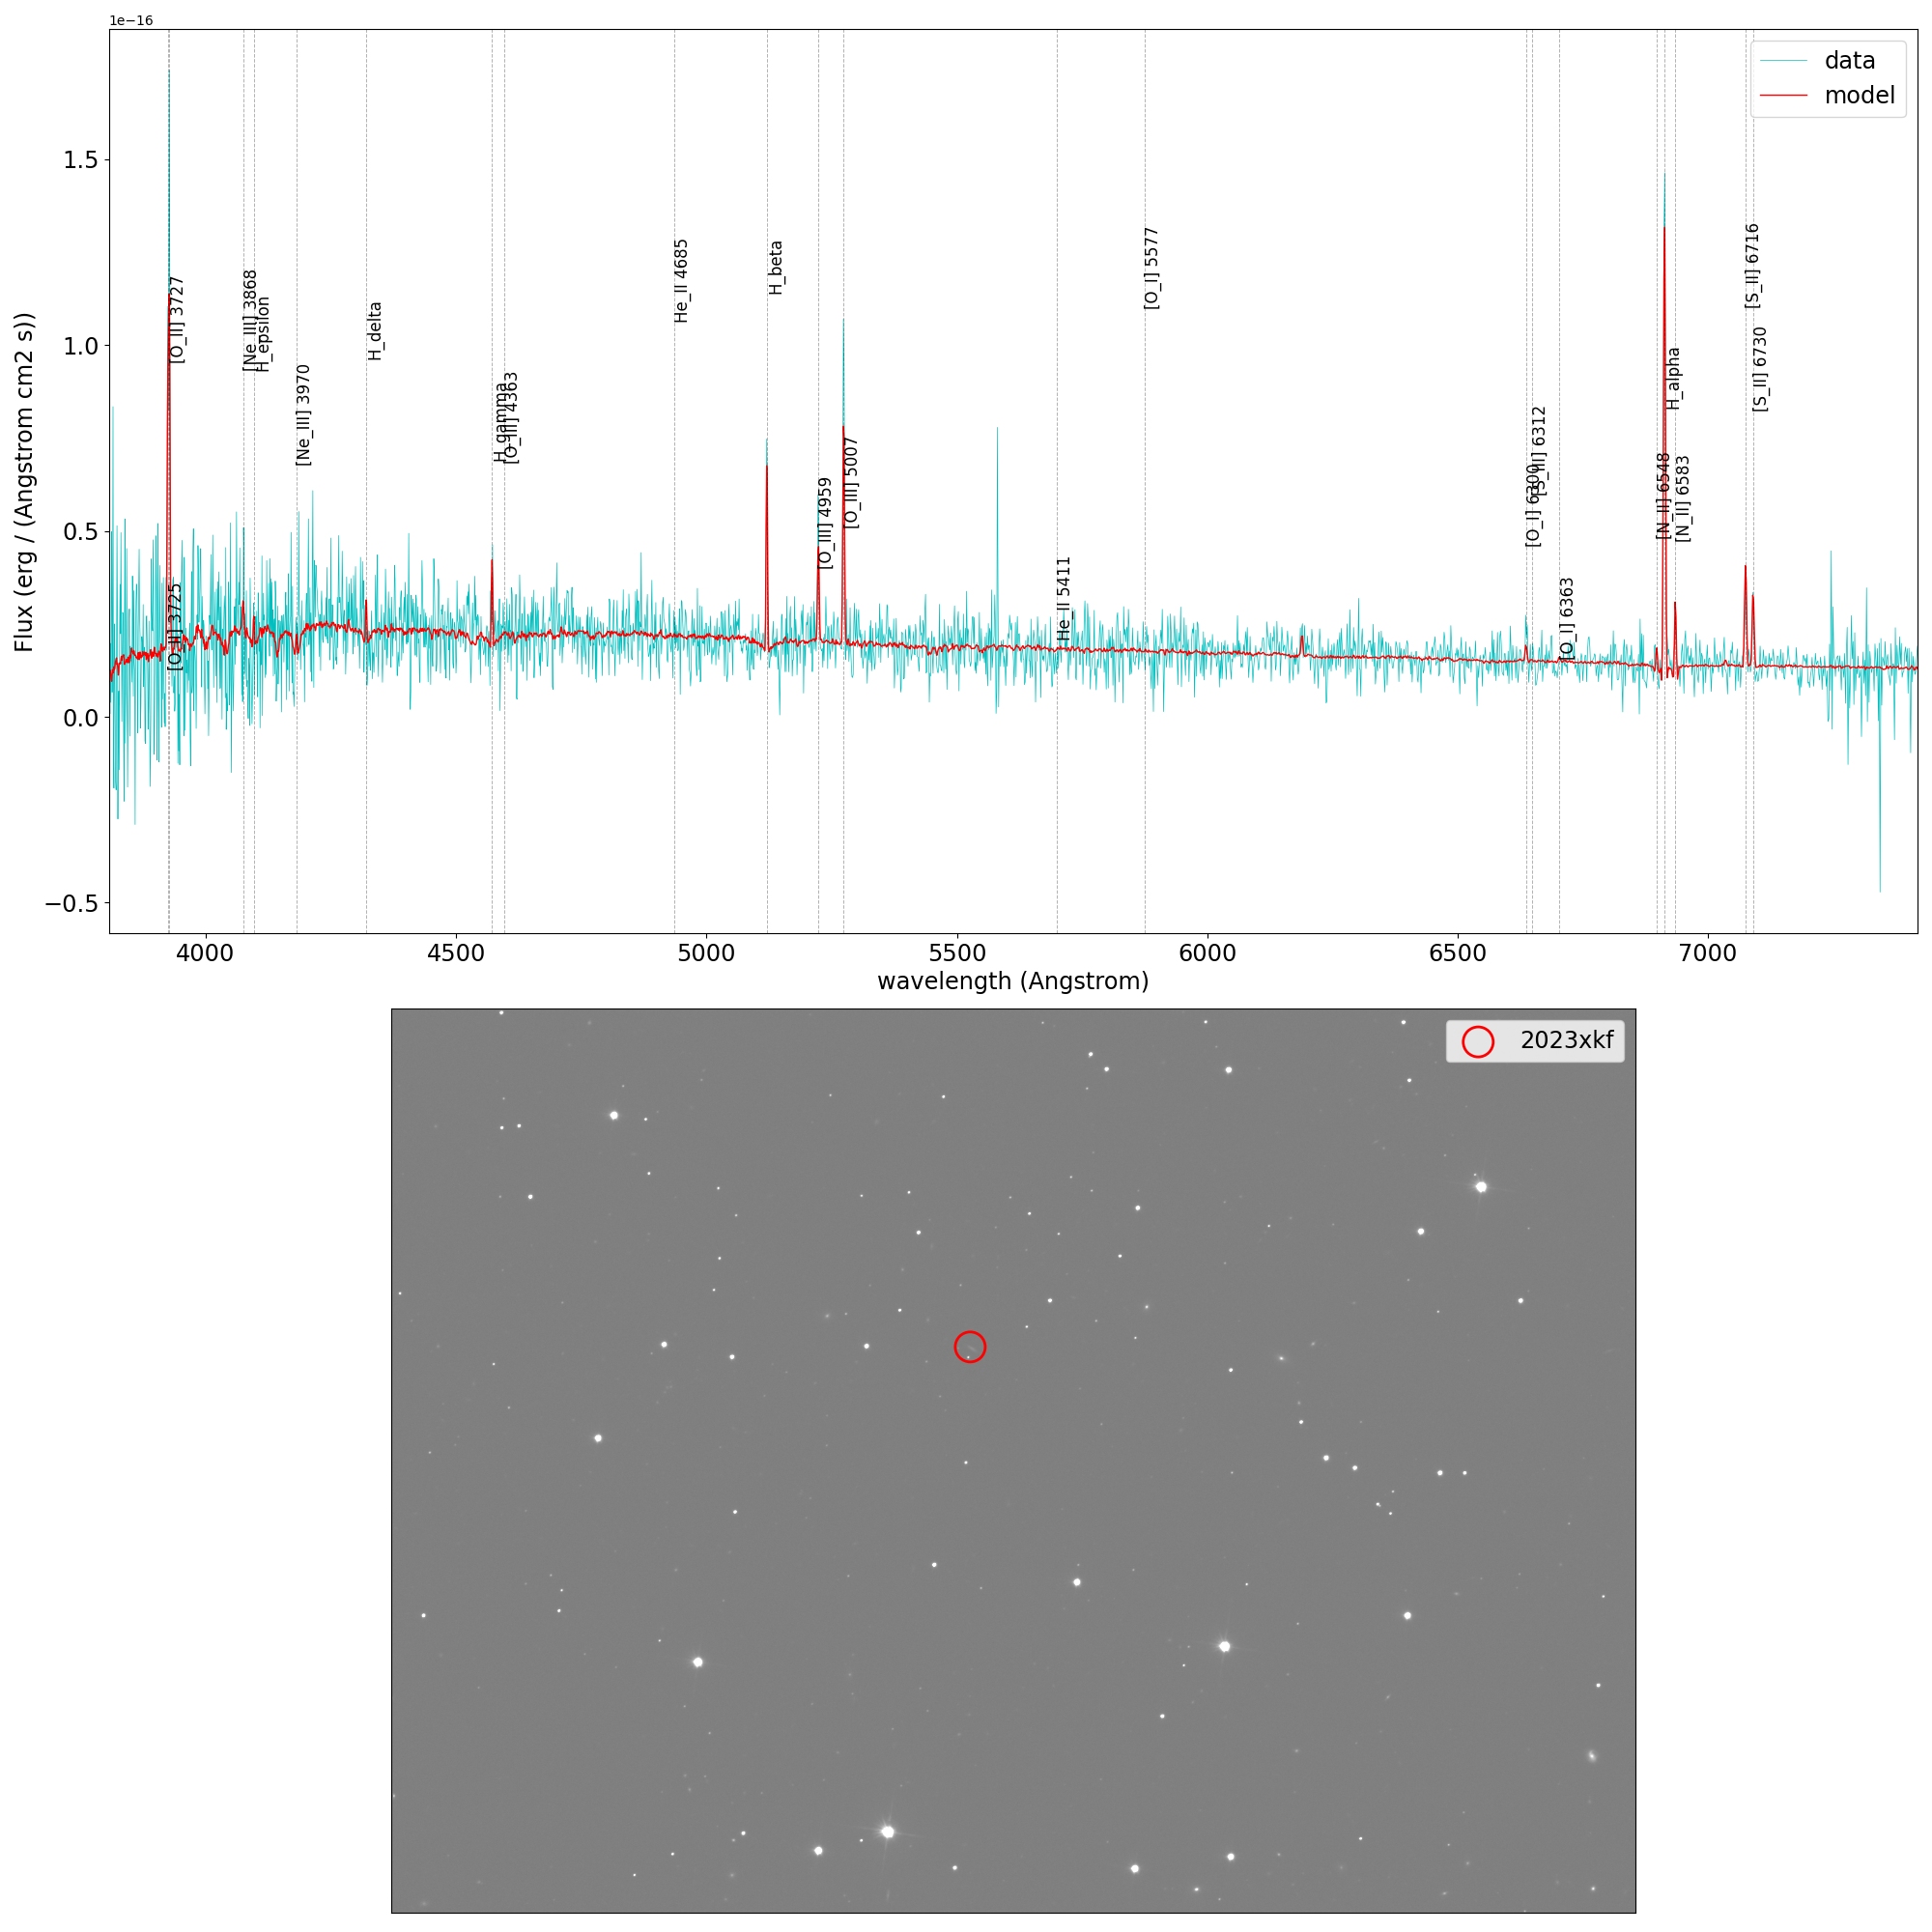 1e−16
data
model
Flux (erg / (Angstrom cm2 s))
1.5
1.0
0.5
0.0
−0.5
[O_II] 3727
[O_II] 3725
[Ne_III] 3868
H_epsilon
[Ne_III] 3970
H_delta
H_gamma
[O_III] 4363
He_II 4685
H_beta
[O_III] 4959
[O_III] 5007
He_II 5411
[O_I] 5577
[O_I] 6300
[S_III] 6312
[O_I] 6363
[N_II] 6548
H_alpha
[N_II] 6583
[S_II] 6716
[S_II] 6730
4000 4500 5000 5500 6000 6500 7000
wavelength (Angstrom)
2023xkf